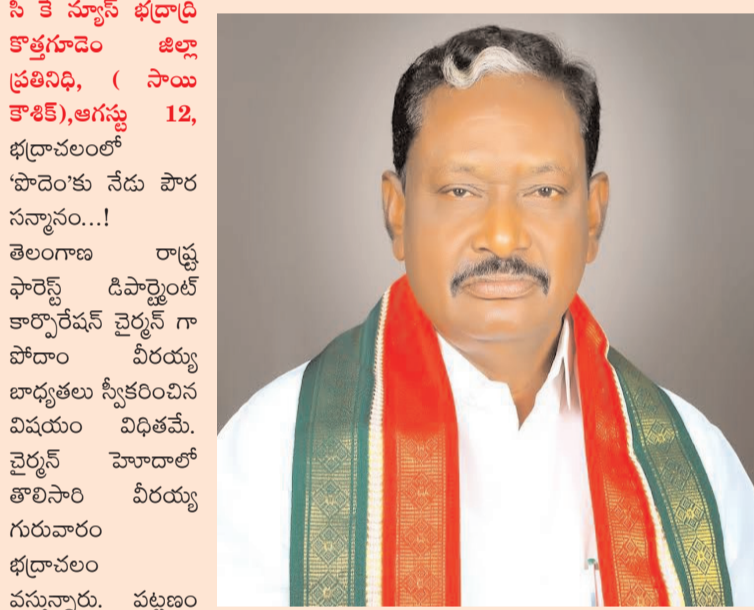 సి కే న్యూస్ భద్రాద్రి
కొత్తగూడెం జిల్లా
ప్రతినిధి, ( సాయి
కౌశిక్),ఆగస్టు 12,
భద్రాచలంలో
‘పొదెం’కు నేడు పౌర
సన్మానం...!
తెలంగాణ రాష్ట్ర
ఫారెస్ట్ డిపార్ట్మెంట్
కార్పొరేషన్ చైర్మన్ గా
పోదాం వీరయ్య
బాధ్యతలు స్వీకరించిన
విషయం విధితమే.
చైర్మన్ హెూదాలో
తొలిసారి వీరయ్య
గురువారం
భద్రాచలం
వస్తున్నారు. పట్టణం